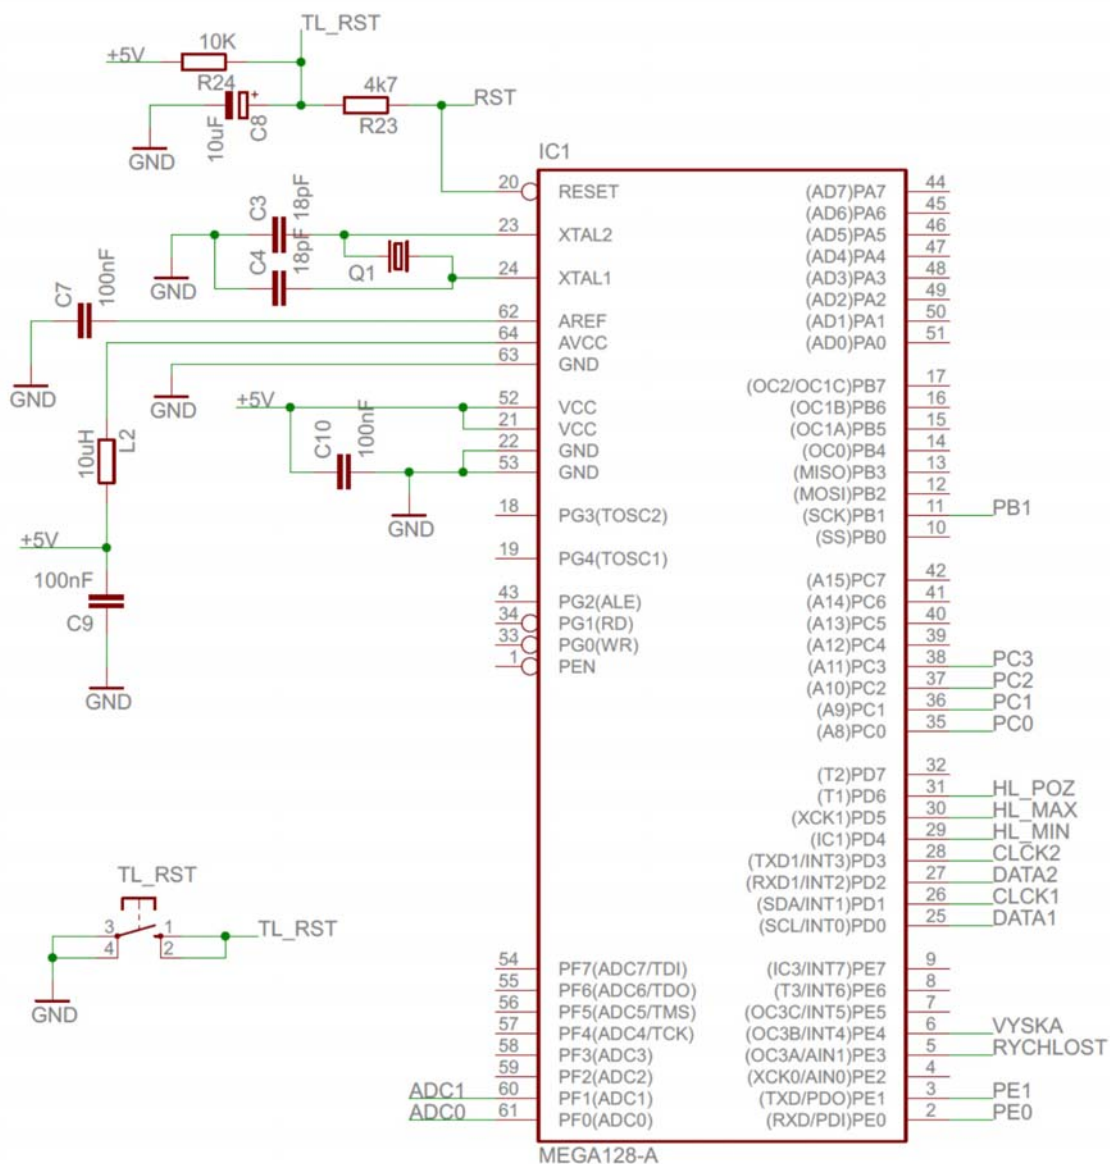 TL_RST
+5V
10K
R24
10uF
C8
+
GND
4k7
R23
RST
IC1
GND
C3
18pF
C4
18pF
Q1
C7
100nF
GND
GND
+5V
C10
100nF
GND
10uH
L2
+5V
100nF
C9
GND
20 RESET
23 XTAL2
24 XTAL1
62 AREF
64 AVCC
63 GND
52 VCC
21 VCC
22 GND
53 GND
18 PG3(TOSC2)
19 PG4(TOSC1)
43 PG2(ALE)
34 PG1(RD)
33 PG0(WR)
1 PEN
54 PF7(ADC7/TDI)
55 PF6(ADC6/TDO)
56 PF5(ADC5/TMS)
57 PF4(ADC4/TCK)
58 PF3(ADC3)
59 PF2(ADC2)
ADC1 60 PF1(ADC1)
ADC0 61 PF0(ADC0)
(AD7)PA7 44
(AD6)PA6 45
(AD5)PA5 46
(AD4)PA4 47
(AD3)PA3 48
(AD2)PA2 49
(AD1)PA1 50
(AD0)PA0 51
(OC2/OC1C)PB7 17
(OC1B)PB6 16
(OC1A)PB5 15
(OC0)PB4 14
(MISO)PB3 13
(MOSI)PB2 12
(SCK)PB1 11 PB1
(SS)PB0 10
(A15)PC7 42
(A14)PC6 41
(A13)PC5 40
(A12)PC4 39
(A11)PC3 38 PC3
(A10)PC2 37 PC2
(A9)PC1 36 PC1
(A8)PC0 35 PC0
(T2)PD7 32
(T1)PD6 31 HL_POZ
(XCK1)PD5 30 HL_MAX
(IC1)PD4 29 HL_MIN
(TXD1/INT3)PD3 28 CLCK2
(RXD1/INT2)PD2 27 DATA2
(SDA/INT1)PD1 26 CLCK1
(SCL/INT0)PD0 25 DATA1
(IC3/INT7)PE7 9
(T3/INT6)PE6 8
(OC3C/INT5)PE5 7
(OC3B/INT4)PE4 6 VYSKA
(OC3A/AIN1)PE3 5 RYCHLOST
(XCK0/AIN0)PE2 4
(TXD/PDO)PE1 3 PE1
(RXD/PDI)PE0 2 PE0
MEGA128-A
TL_RST
3 1 TL_RST
4 2
GND